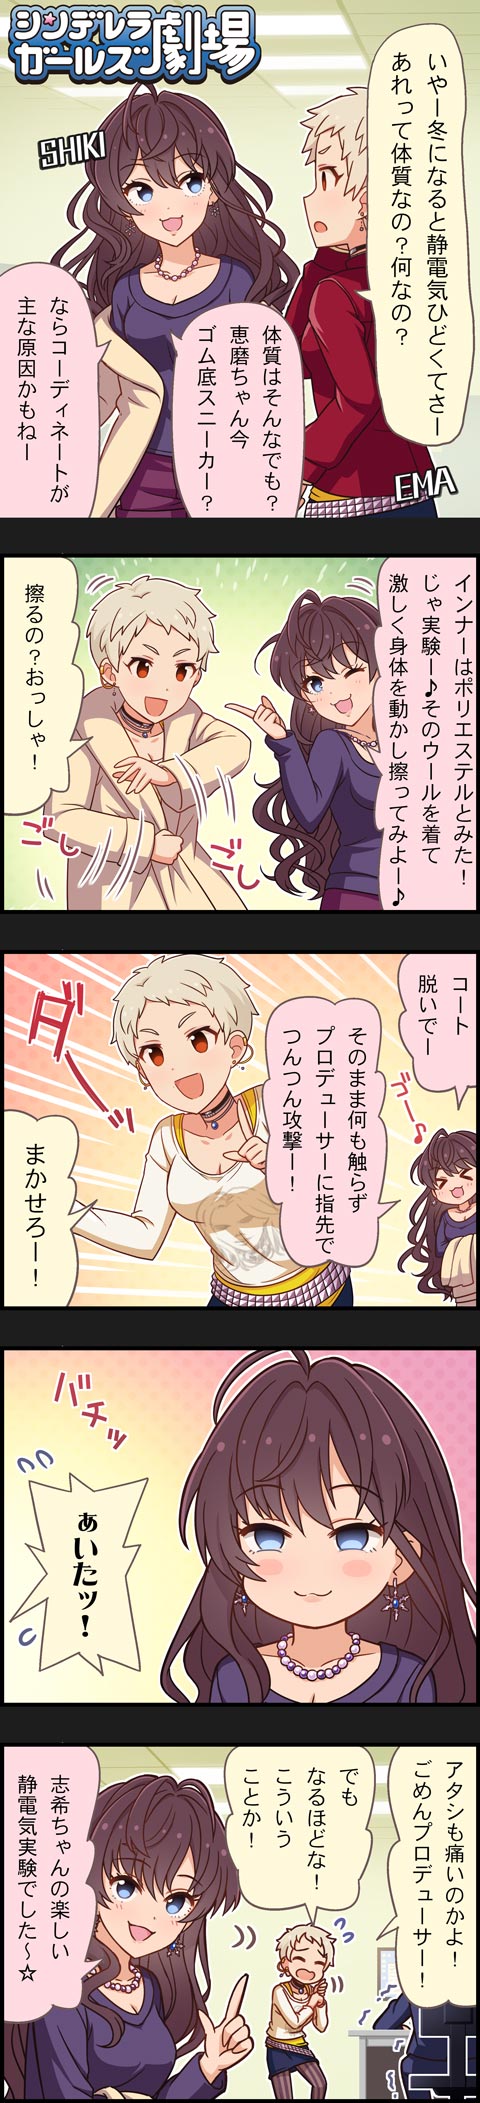 シンデレラ
ガールズ劇場
いやー冬になると静電気ひどくてさー
あれって体質なの?何なの?
SHIKI
体質はそんなでも?
恵磨ちゃん今
ゴム底スニーカー?
ならコーディネートが
主な原因かもねー
EMA
インナーはポリエステルとみた!
じゃ実験ー♪そのウールを着て
激しく身体を動かし擦ってみよー♪
擦るの?おっしゃ!
ごし
ごし
コート
脱いでー
ゴー♪
そのまま何も触らず
プロデューサーに指先で
つんつん攻撃ー!
ダーッ
まかせろー!
バチッ
ぁいたッ!
アタシも痛いのかよ!
ごめんプロデューサー!
でも
なるほどな!
こういう
ことか!
志希ちゃんの楽しい
静電気実験でした〜☆